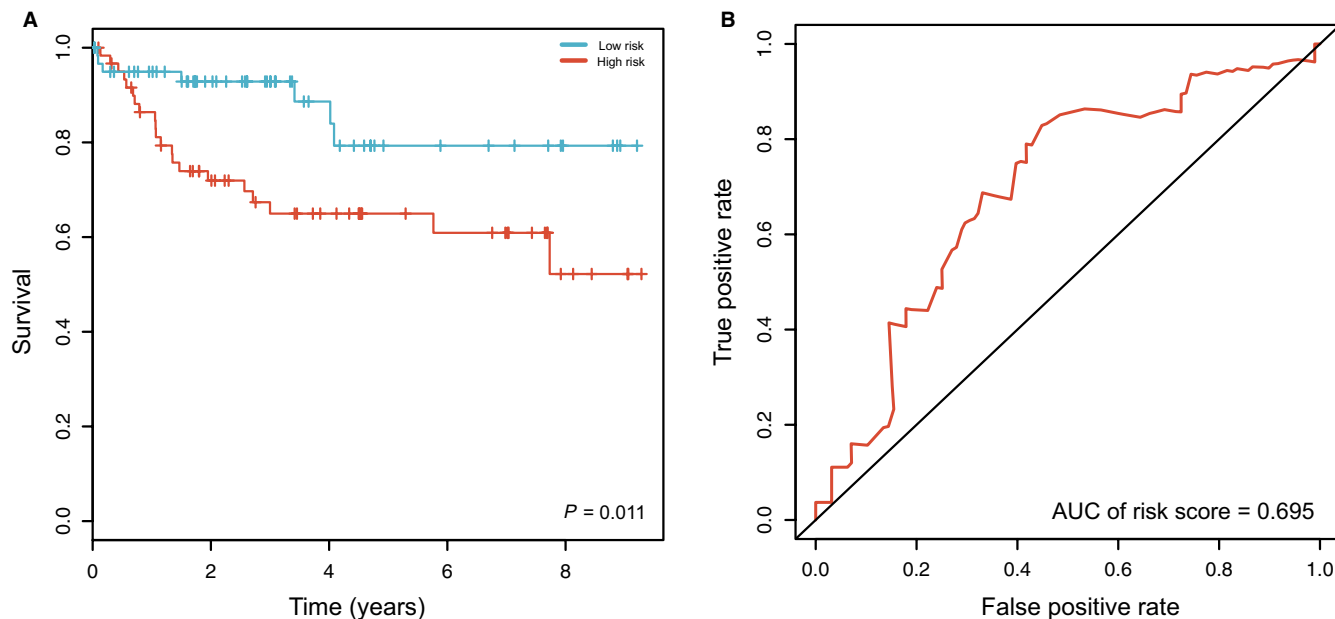 A
Low risk
High risk
1.0
0.8
0.6
0.4
0.2
0.0
Survival
P = 0.011
0
2
4
6
8
Time (years)
B
1.0
0.8
0.6
0.4
0.2
0.0
True positive rate
AUC of risk score = 0.695
0.0
0.2
0.4
0.6
0.8
1.0
False positive rate